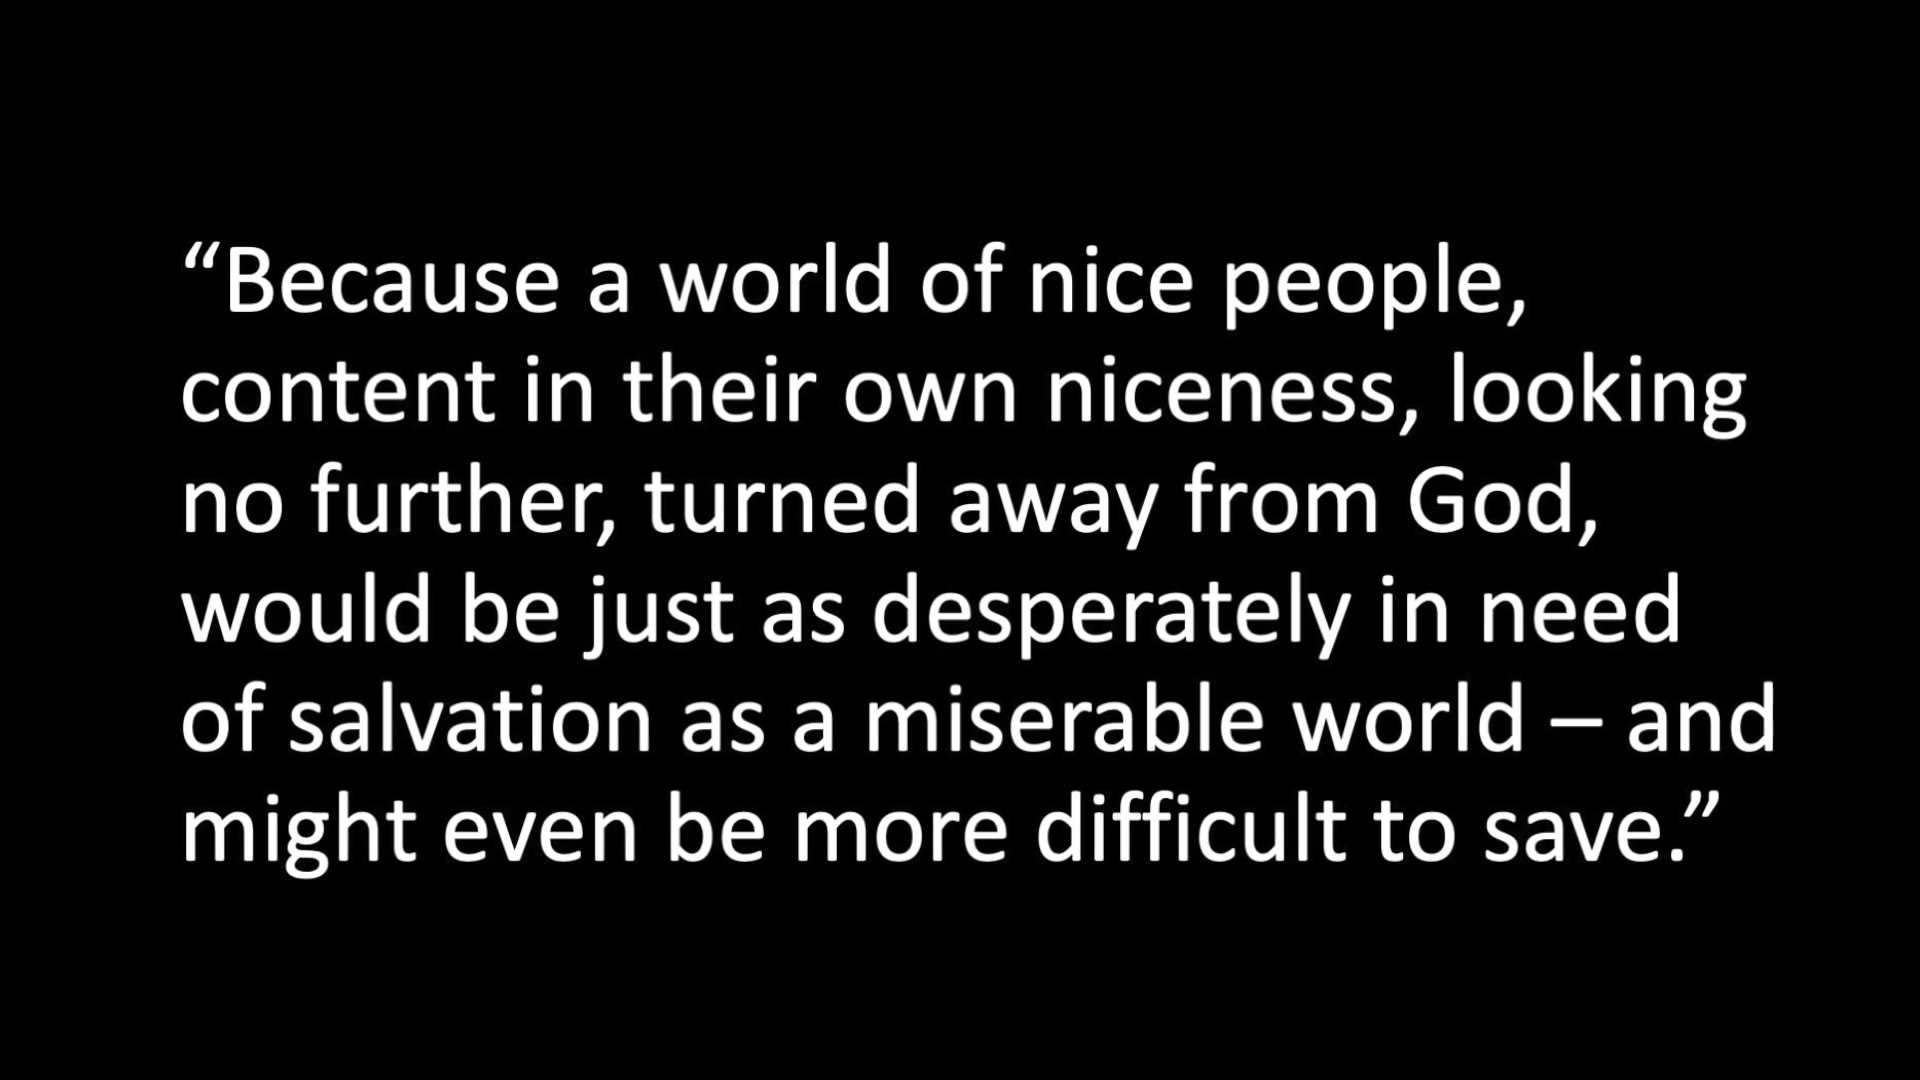 “Because a world of nice people,
content in their own niceness, looking
no further, turned away from God,
would be just as desperately in need
of salvation as a miserable world – and
might even be more difficult to save.”